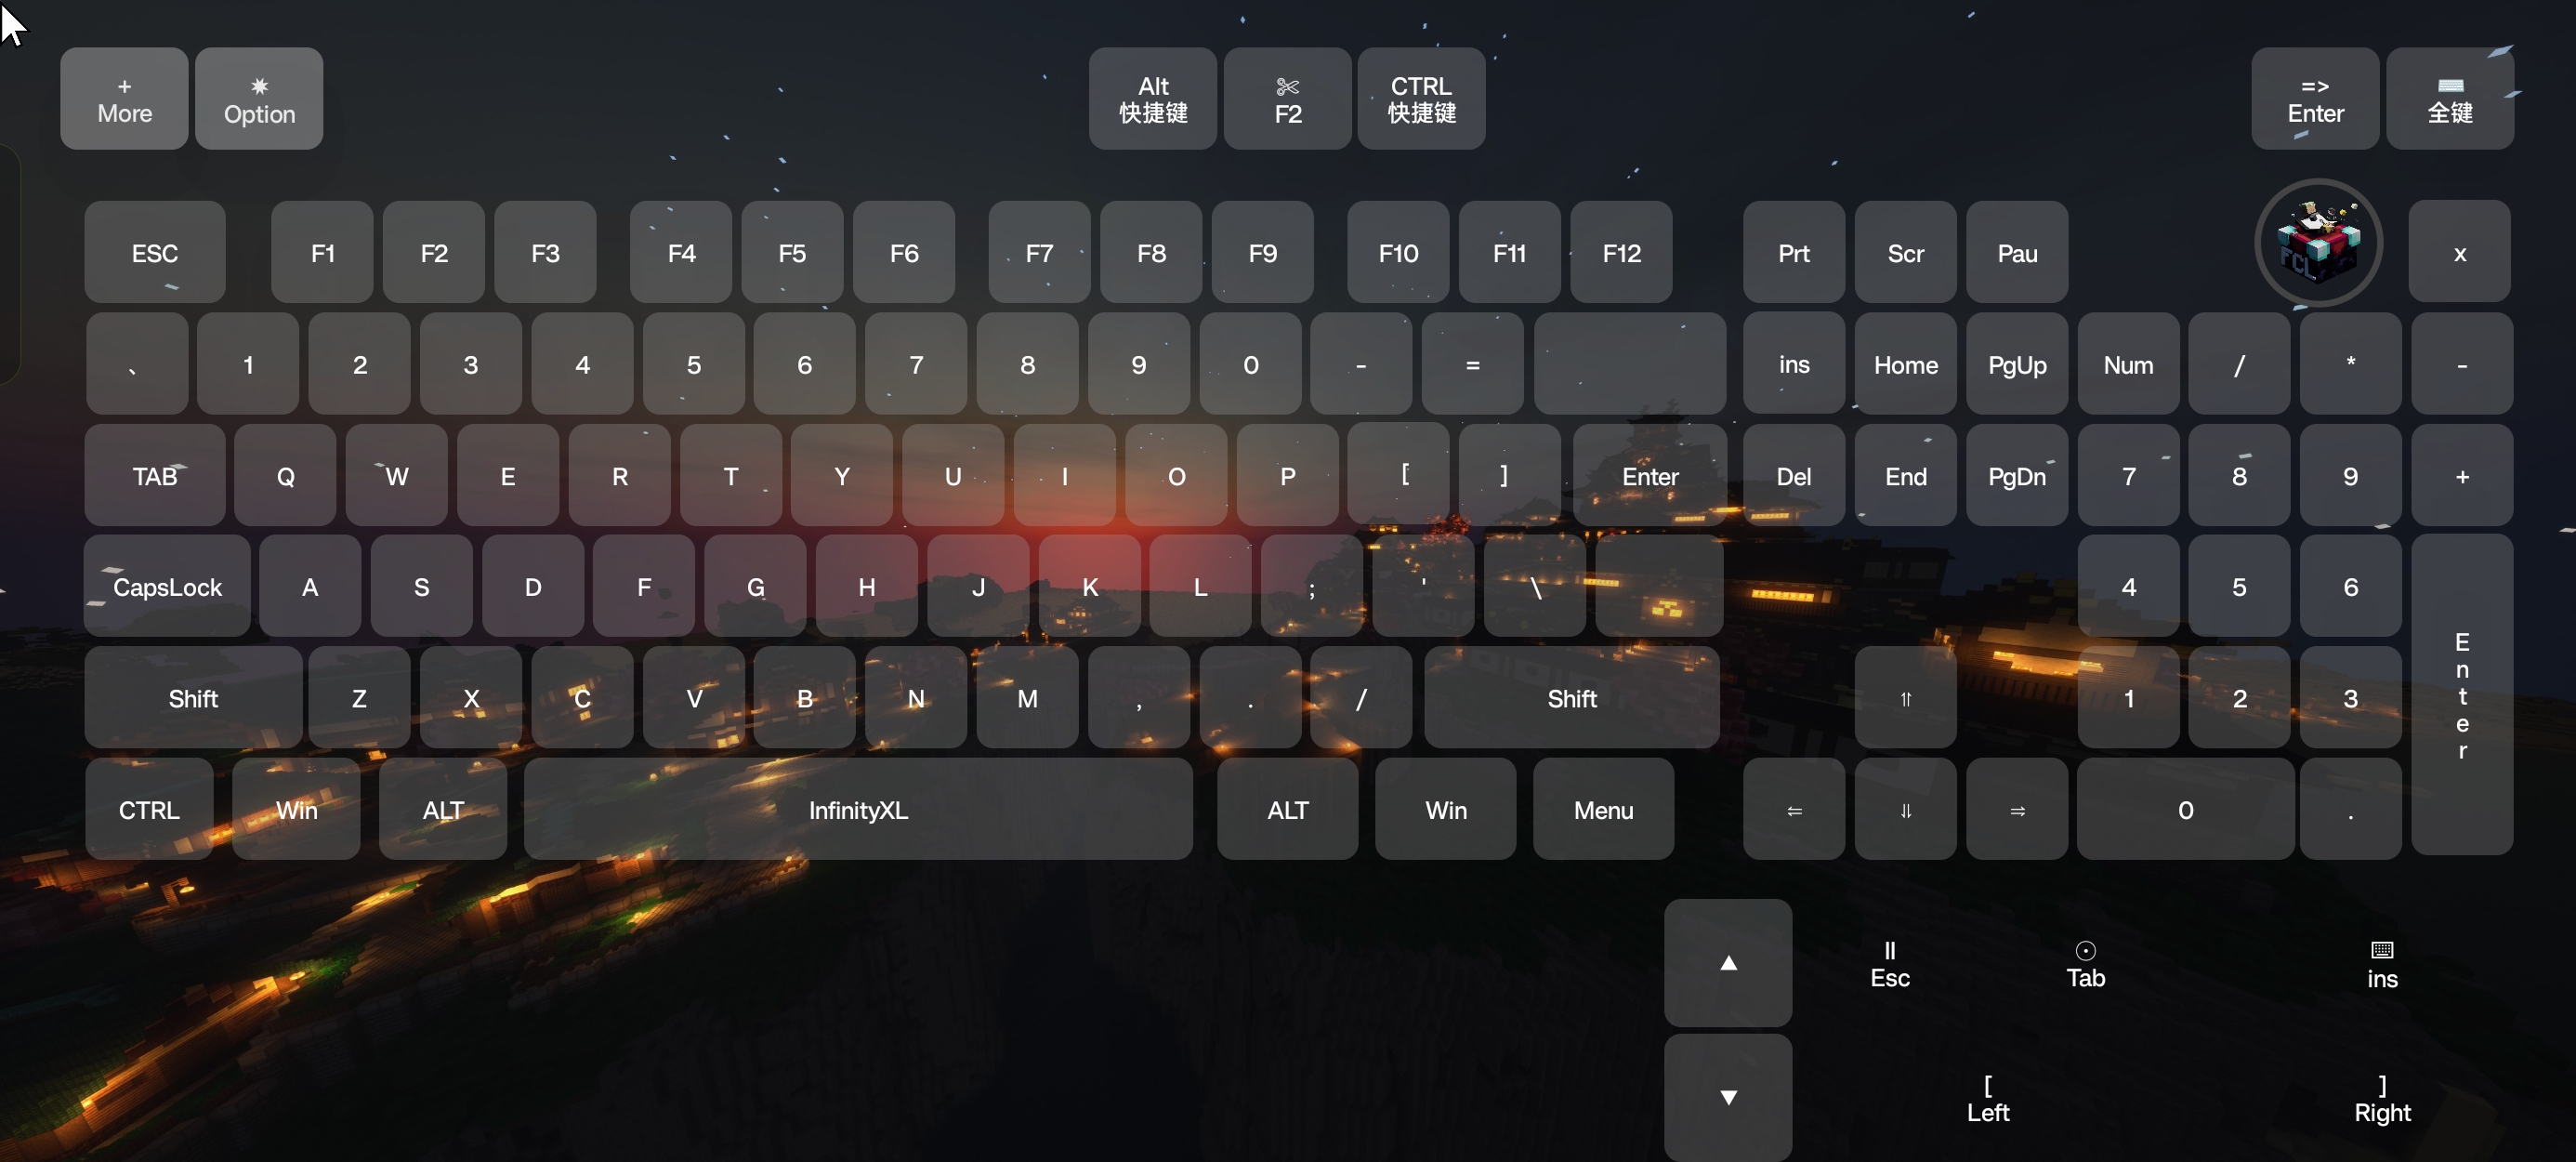 + ✷ Alt ✄ CTRL => ⌨
More Option 快捷键 F2 快捷键 Enter 全键
FCL
ESC F1 F2 F3 F4 F5 F6 F7 F8 F9 F10 F11 F12 Prt Scr Pau x
、 1 2 3 4 5 6 7 8 9 0 - = ins Home PgUp Num / * -
TAB Q W E R T Y U I O P [ ] Enter Del End PgDn 7 8 9 +
CapsLock A S D F G H J K L ; ' \ 4 5 6
Enter
Shift Z X C V B N M , . / Shift ⇈ 1 2 3
CTRL Win ALT InfinityXL ALT Win Menu ⇇ ⇊ ⇉ 0 .
▲
II ⊙ ⌨
Esc Tab ins
▼
[ ]
Left Right